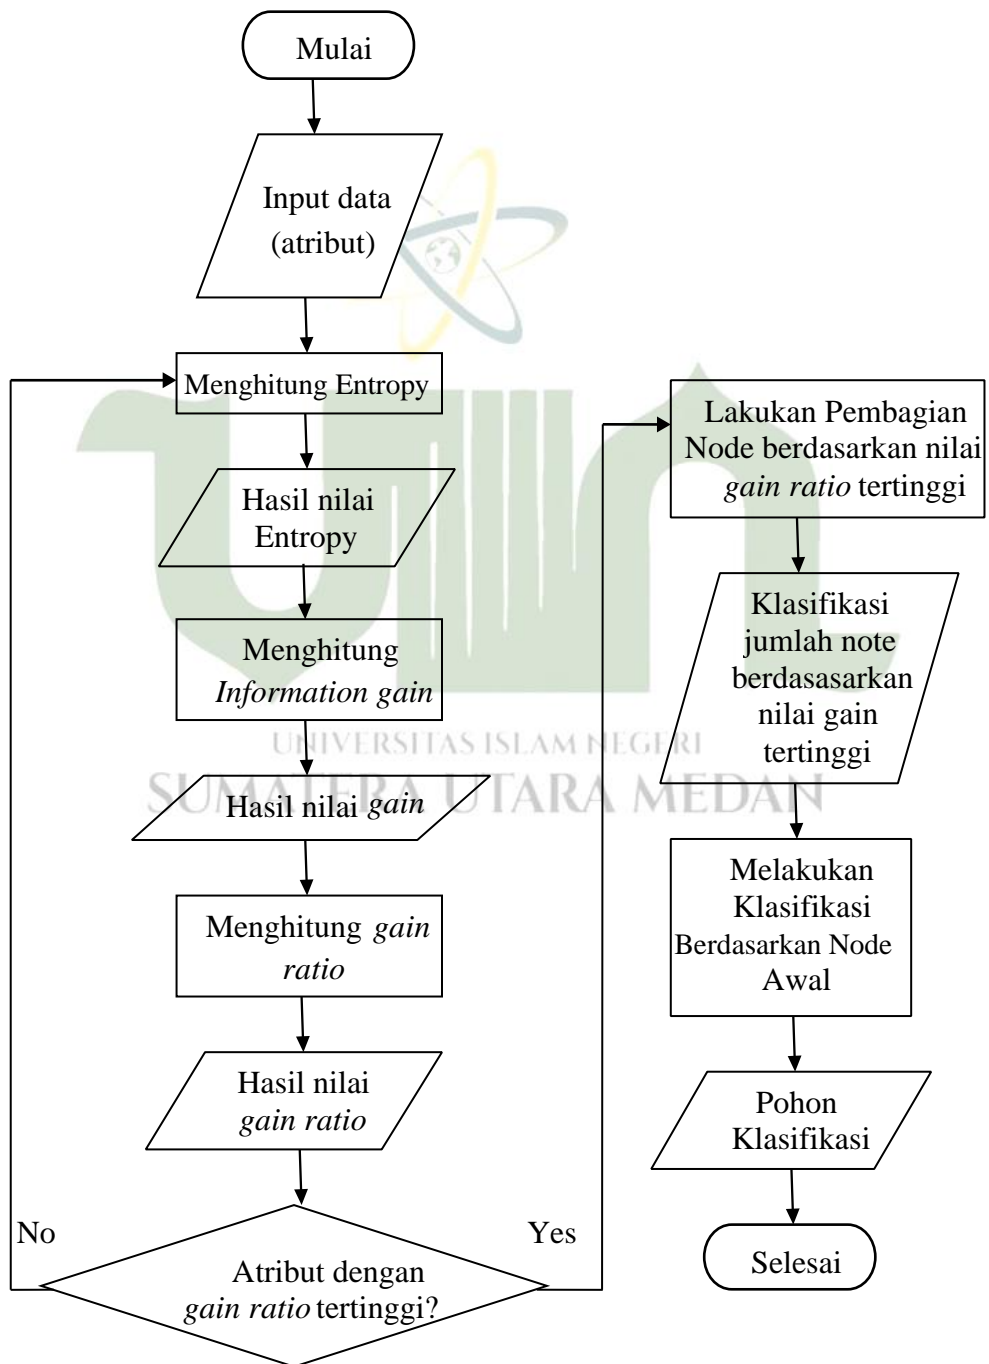 Mulai
Input data
(atribut)
Menghitung Entropy
Hasil nilai
Entropy
Menghitung
Information gain
Hasil nilai gain
Menghitung gain
ratio
Hasil nilai
gain ratio
Atribut dengan
gain ratio tertinggi?
No
Yes
Lakukan Pembagian
Node berdasarkan nilai
gain ratio tertinggi
Klasifikasi
jumlah note
berdasasarkan
nilai gain
tertinggi
Melakukan
Klasifikasi
Berdasarkan Node
Awal
Pohon
Klasifikasi
Selesai
UNIVERSITAS ISLAM NEGERI
SUMATERA UTARA MEDAN